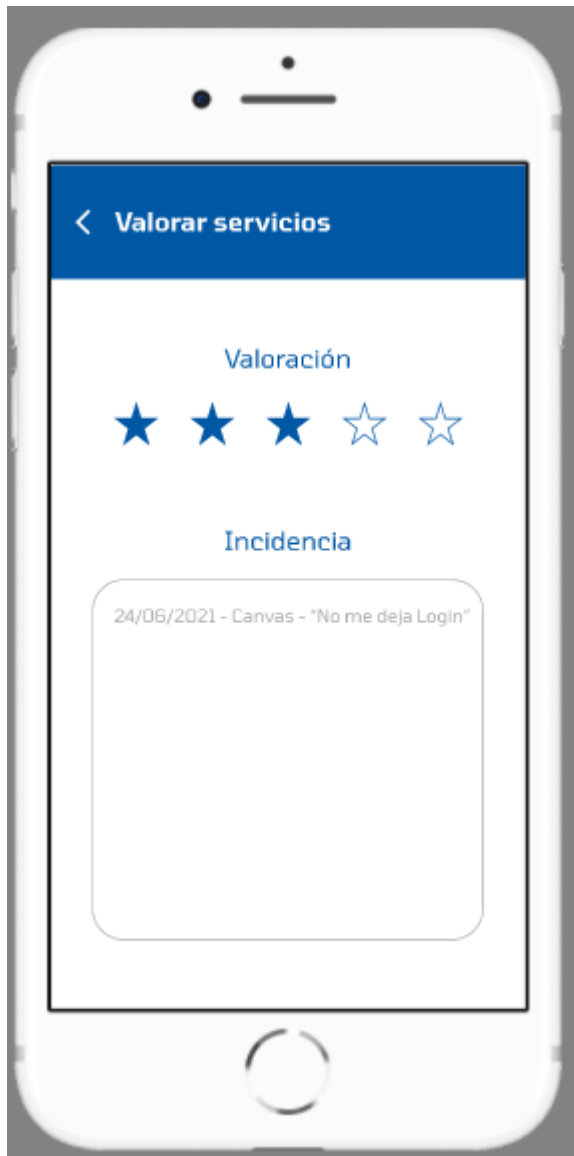 Valorar servicios
Valoración
Incidencia
24/06/2021 - Canvas - "No me deja Login"